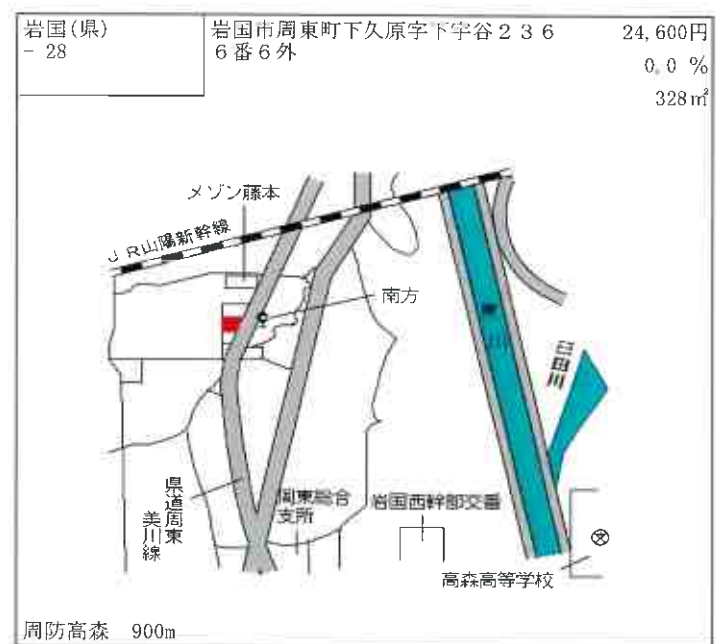 岩国(県)
- 28
岩国市周東町下久原字下宇谷２３６
６番６外
24,600円
0.0 %
328㎡
メゾン藤本
ＪＲ山陽新幹線
南方
川
県道周東
美川線
周東総合
支所
岩国西幹部交番
高森高等学校
周防高森 900m